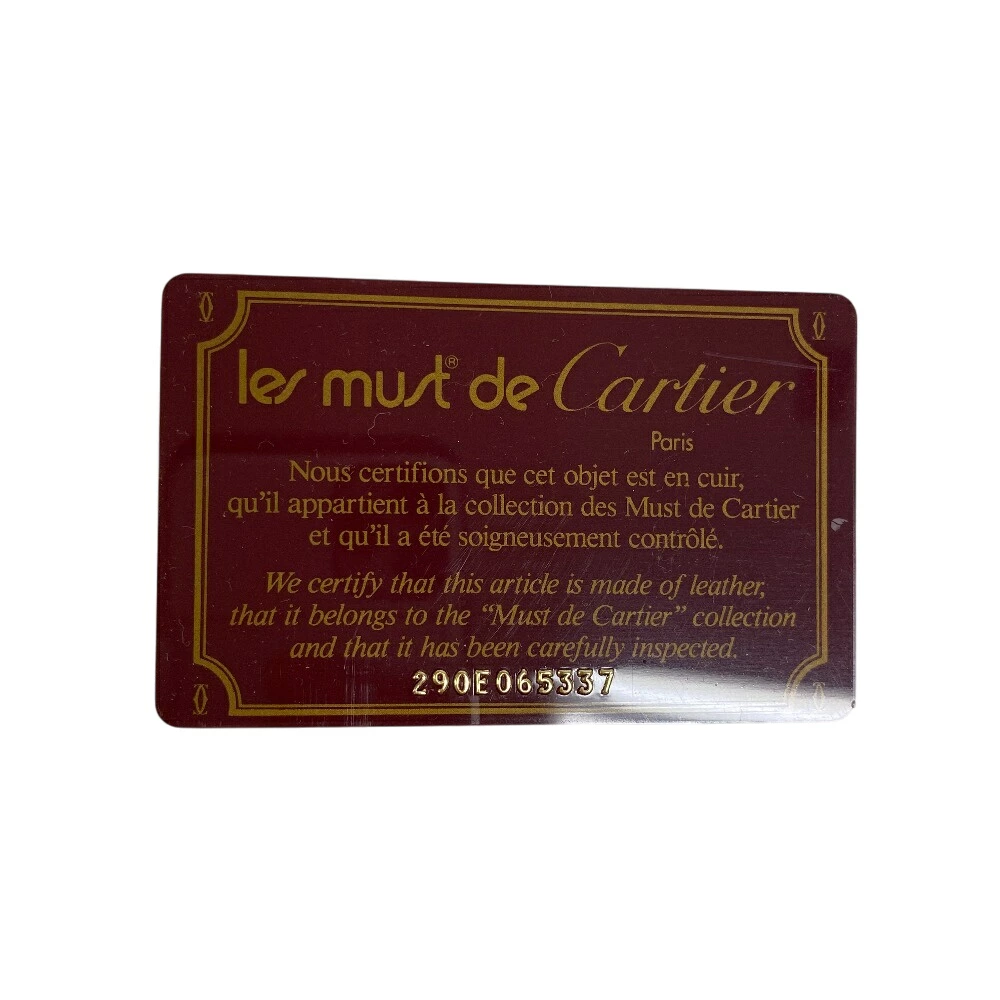 les must® de Cartier
Paris
Nous certifions que cet objet est en cuir,
qu'il appartient à la collection des Must de Cartier
et qu'il a été soigneusement contrôlé.
We certify that this article is made of leather,
that it belongs to the “Must de Cartier” collection
and that it has been carefully inspected.
290E065337